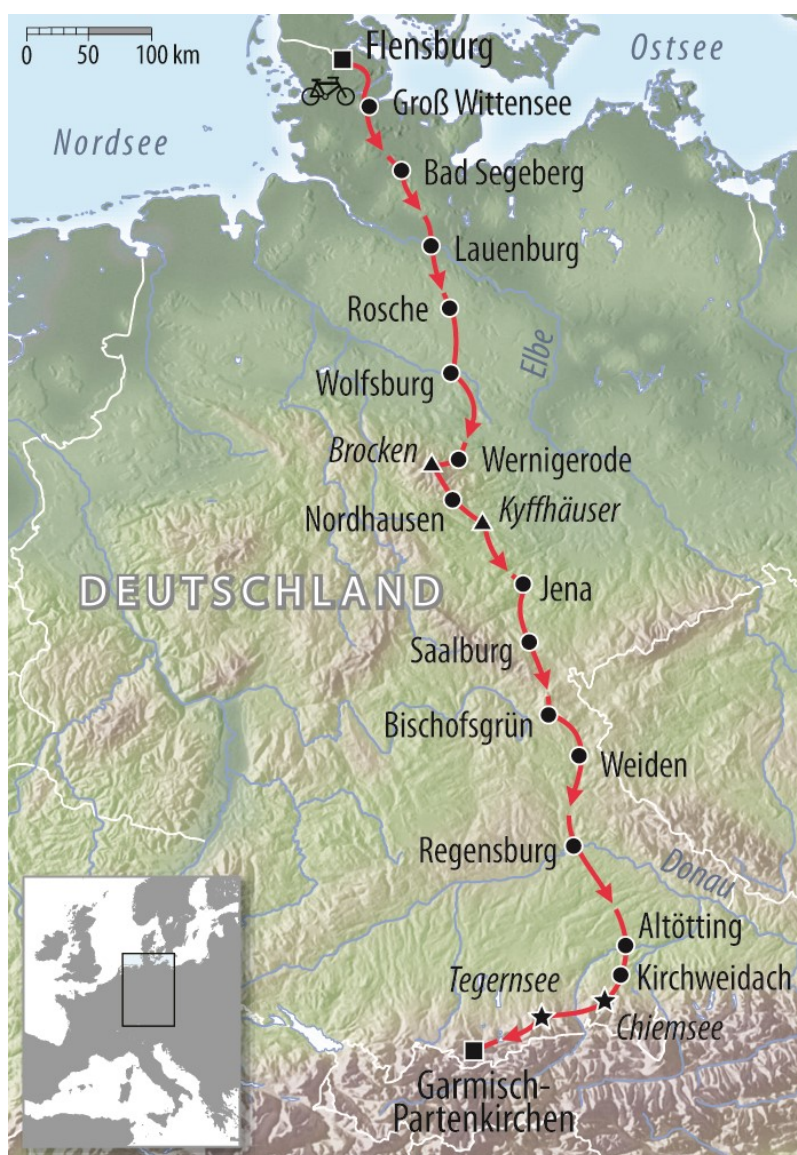 0 50 100 km
Flensburg
Ostsee
Groß Wittensee
Nordsee
Bad Segeberg
Lauenburg
Rosche
Elbe
Wolfsburg
Brocken
Wernigerode
Nordhausen
Kyffhäuser
DEUTSCHLAND
Jena
Saalburg
Bischofsgrün
Weiden
Regensburg
Donau
Altötting
Tegernsee
Kirchweidach
Chiemsee
Garmisch-
Partenkirchen